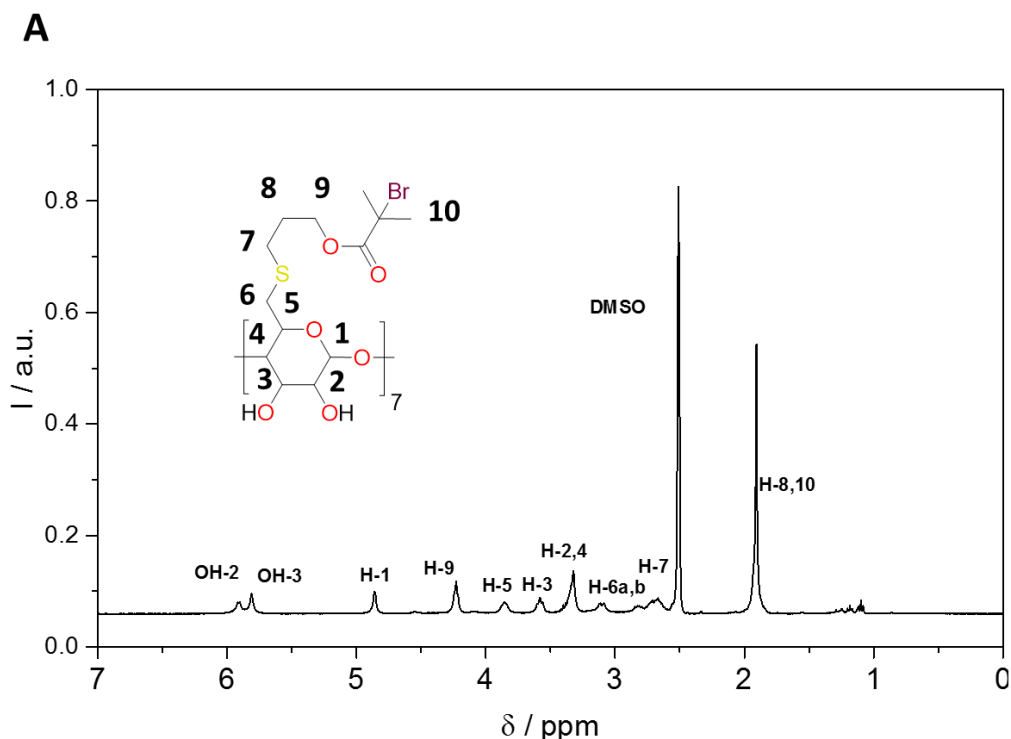 A
1.0
0.8
0.6
0.4
0.2
0.0
I / a.u.
8
9
Br
10
7
O
O
S
6
5
4
O
1
O
3
2
7
HO
OH
DMSO
H-8,10
OH-2
OH-3
H-1
H-9
H-5
H-3
H-2,4
H-6a,b
H-7
7
6
5
4
3
2
1
0
δ / ppm